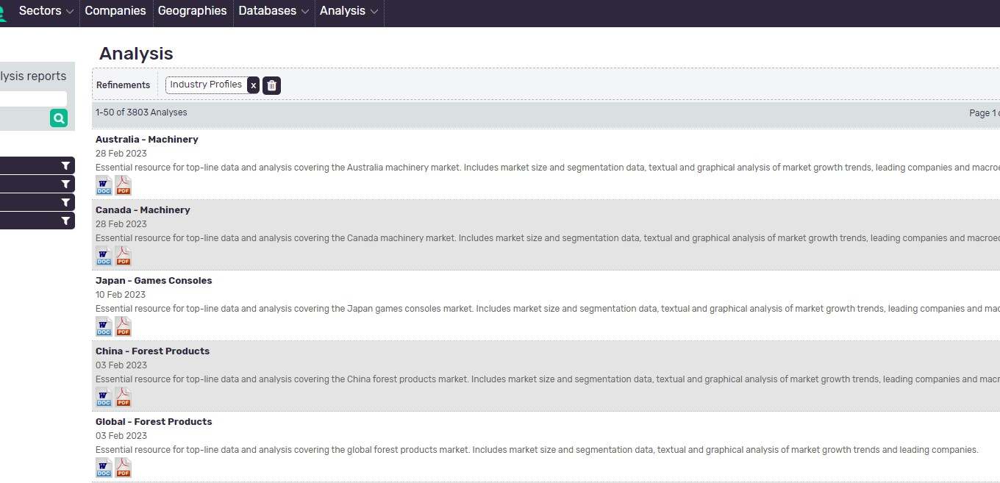 Sectors Companies Geographies Databases Analysis
Analysis
lysis reports
Refinements Industry Profiles x
1-50 of 3803 Analyses Page 1
Australia - Machinery
28 Feb 2023
Essential resource for top-line data and analysis covering the Australia machinery market. Includes market size and segmentation data, textual and graphical analysis of market growth trends, leading companies and macroe
W DOC PDF
Canada - Machinery
28 Feb 2023
Essential resource for top-line data and analysis covering the Canada machinery market. Includes market size and segmentation data, textual and graphical analysis of market growth trends, leading companies and macroec
W DOC PDF
Japan - Games Consoles
10 Feb 2023
Essential resource for top-line data and analysis covering the Japan games consoles market. Includes market size and segmentation data, textual and graphical analysis of market growth trends, leading companies and mac
W DOC PDF
China - Forest Products
03 Feb 2023
Essential resource for top-line data and analysis covering the China forest products market. Includes market size and segmentation data, textual and graphical analysis of market growth trends, leading companies and macr
W DOC PDF
Global - Forest Products
03 Feb 2023
Essential resource for top-line data and analysis covering the global forest products market. Includes market size and segmentation data, textual and graphical analysis of market growth trends and leading companies.
W DOC PDF